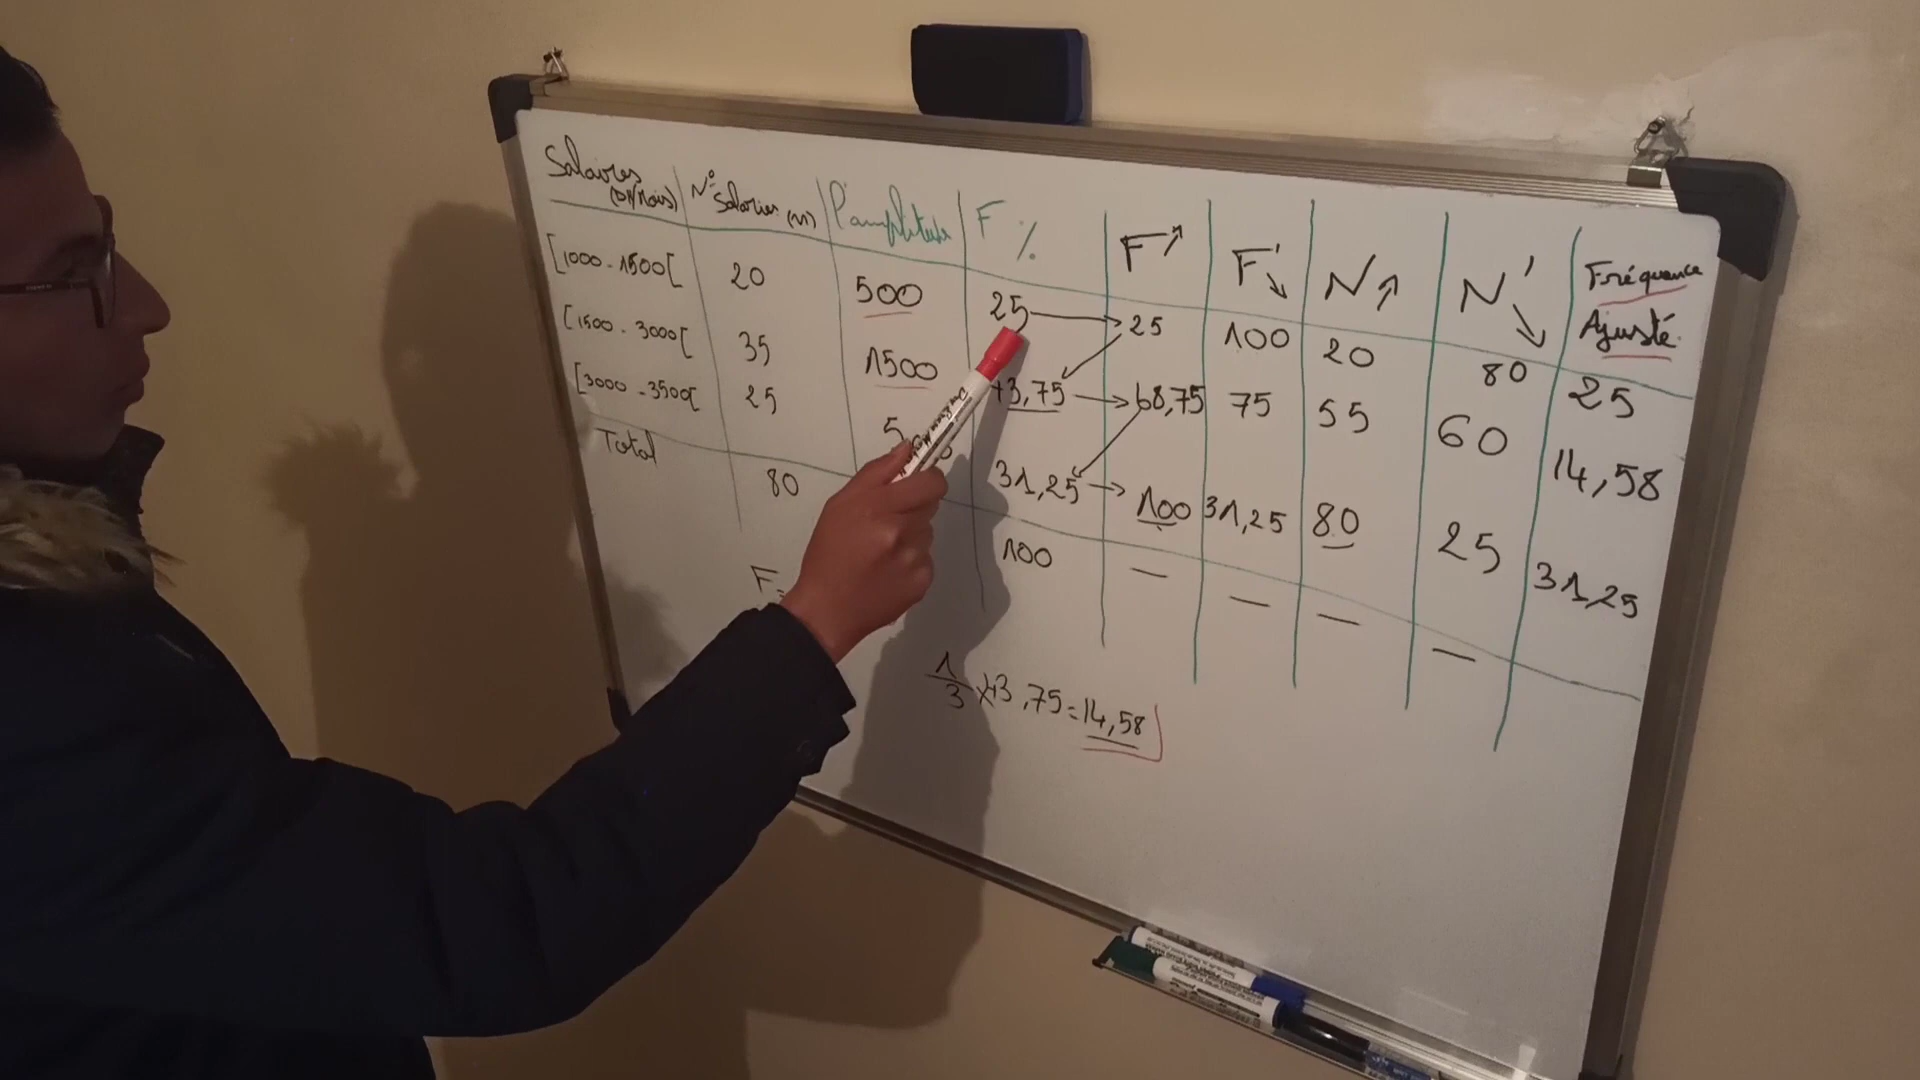 Salaires (DH/Mois) N° Salariés (n) L'amplitude F % F↗ F'↘ N↗ N'↘ Fréquence Ajusté
[1000 - 1500[ 20 500 25 → 25 100 20 80 25
[1500 - 3000[ 35 1500 43,75 → 68,75 75 55 60 14,58
[3000 - 3500[ 25 31,25 → 100 31,25 80 25 31,25
Total 80 100 — — — —
F=
1/3 × 43,75 = 14,58